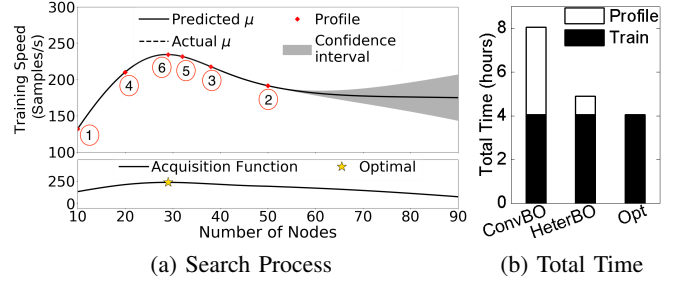 300
250
200
150
100
Training Speed
(Samples/s)
Predicted μ
Actual μ
Profile
Confidence
interval
1
4
6
5
3
2
250
0
Acquisition Function
Optimal
10 20 30 40 50 60 70 80 90
Number of Nodes
(a) Search Process
8
6
4
2
0
Total Time (hours)
Profile
Train
ConvBO
HeterBO
Opt
(b) Total Time